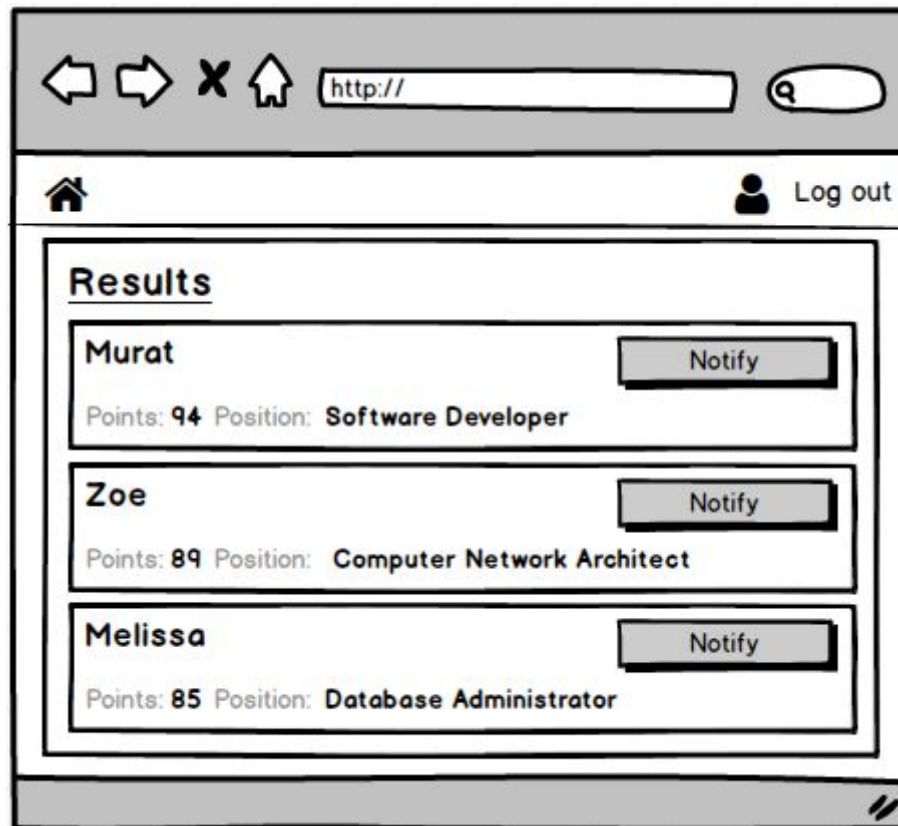 http://
Log out
Results
Murat
Notify
Points: 94 Position: Software Developer
Zoe
Notify
Points: 89 Position: Computer Network Architect
Melissa
Notify
Points: 85 Position: Database Administrator